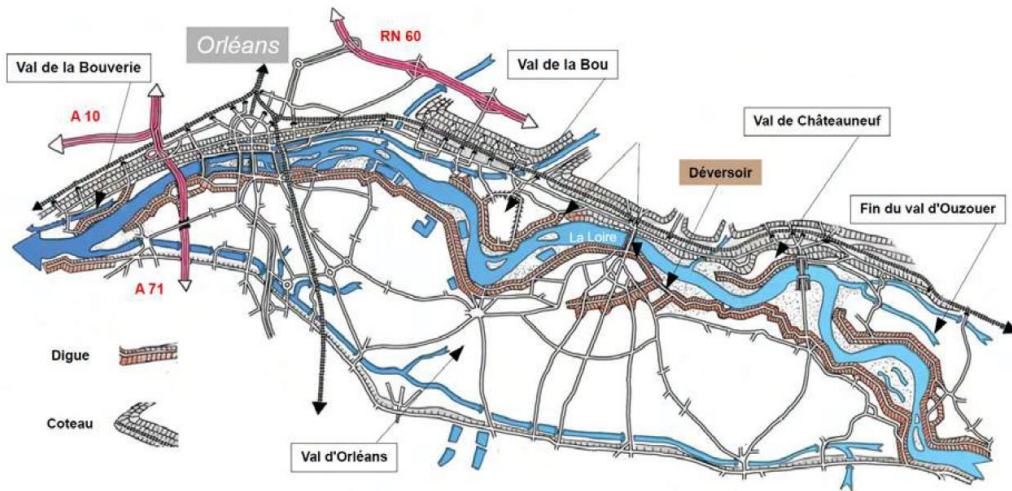 Orléans
RN 60
Val de la Bouverie
Val de la Bou
A 10
Val de Châteauneuf
Déversoir
Fin du val d'Ouzouer
La Loire
A 71
Digue
Coteau
Val d'Orléans